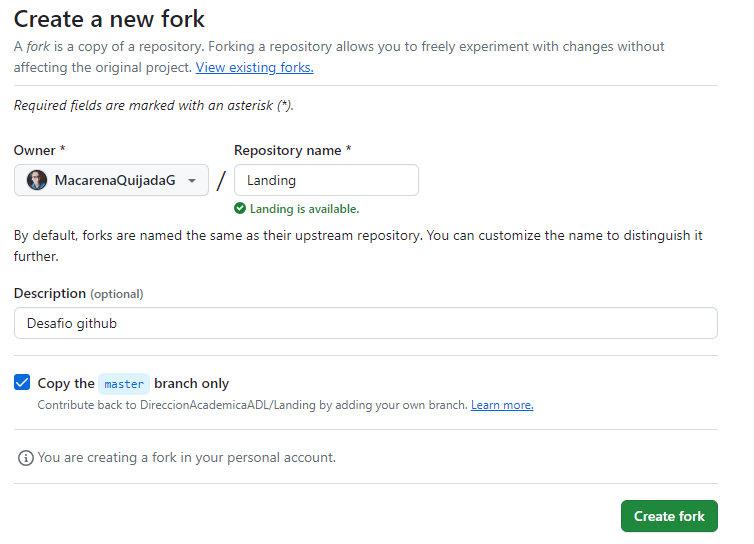 Create a new fork
A fork is a copy of a repository. Forking a repository allows you to freely experiment with changes without
affecting the original project. View existing forks.
Required fields are marked with an asterisk (*).
Owner *
Repository name *
MacarenaQuijadaG
/
Landing
Landing is available.
By default, forks are named the same as their upstream repository. You can customize the name to distinguish it
further.
Description (optional)
Desafio github
Copy the master branch only
Contribute back to DireccionAcademicaADL/Landing by adding your own branch. Learn more.
You are creating a fork in your personal account.
Create fork